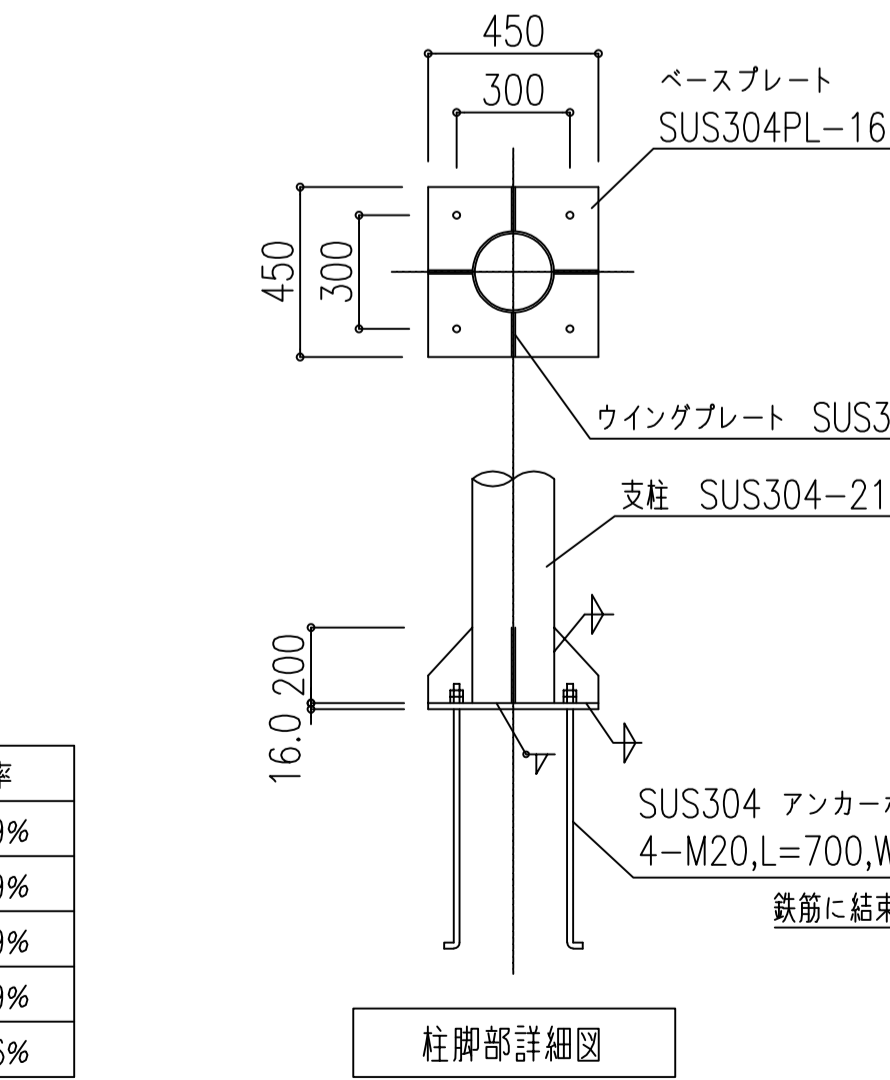 450
300
ベースプレート
SUS304PL-16
450
300
ウイングプレート SUS3
支柱 SUS304-21
200
16.0
SUS304 アンカーボ
4-M20,L=700,W
鉄筋に結束
柱脚部詳細図
率
9%
9%
9%
9%
6%